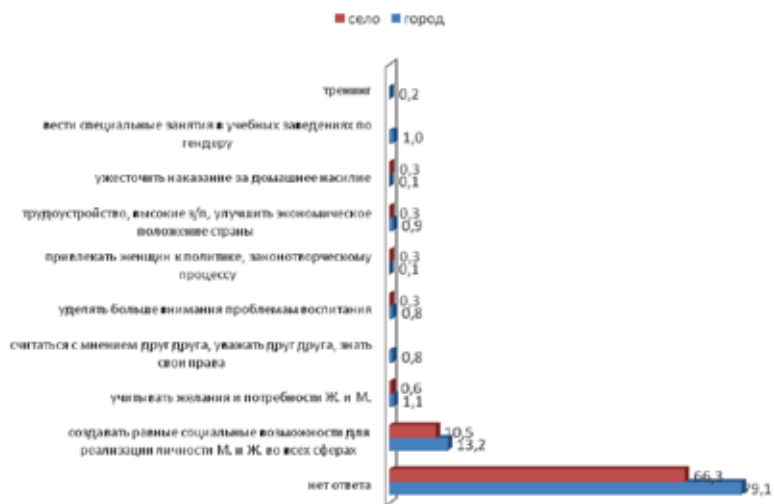 село город
тренинг
0,2
вести специальные занятия в учебных заведениях по
гендеру
1,0
ужесточить наказание за домашнее насилие
0,3
0,1
трудоустройство, высокие з/п, улучшить экономическое
положение страны
0,3
0,9
привлекать женщин к политике, законотворческому
процессу
0,3
0,1
уделять больше внимания проблемам воспитания
0,3
0,8
считаться с мнением друг друга, уважать друг друга, знать
свои права
0,8
учитывать желания и потребности Ж. и М.
0,6
1,1
создавать равные социальные возможности для
реализации личности М. и Ж. во всех сферах
10,5
13,2
нет ответа
66,3
79,1